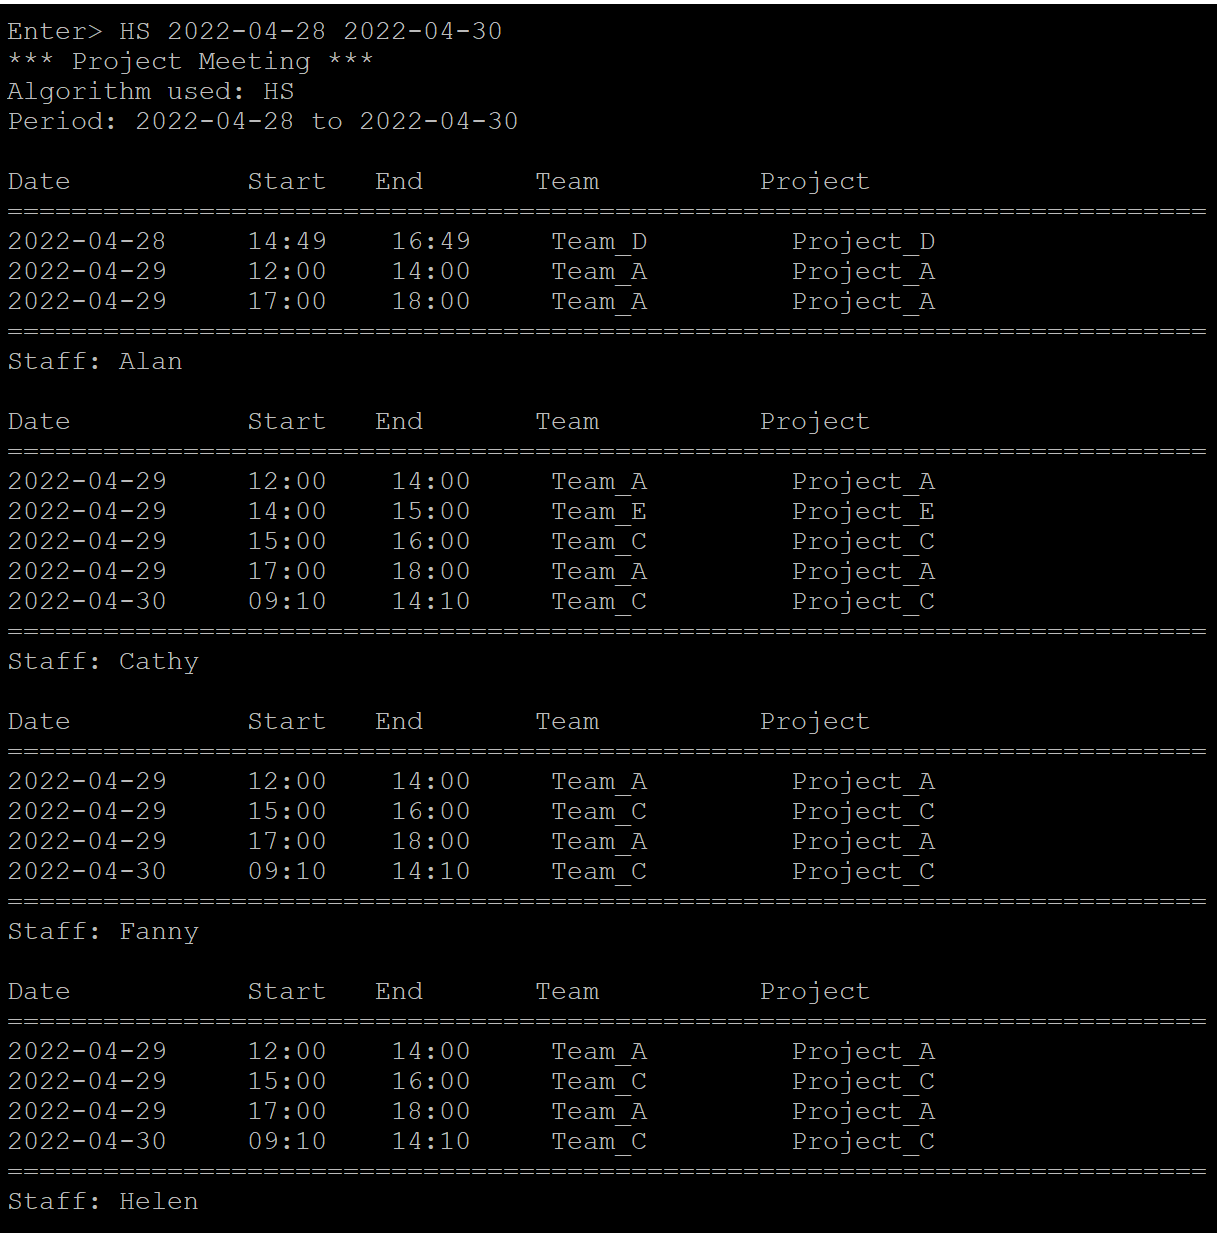 Enter> HS 2022-04-28 2022-04-30
*** Project Meeting ***
Algorithm used: HS
Period: 2022-04-28 to 2022-04-30
Date Start End Team Project
===========================================================================
2022-04-28 14:49 16:49 Team_D Project_D
2022-04-29 12:00 14:00 Team_A Project_A
2022-04-29 17:00 18:00 Team_A Project_A
===========================================================================
Staff: Alan
Date Start End Team Project
===========================================================================
2022-04-29 12:00 14:00 Team_A Project_A
2022-04-29 14:00 15:00 Team_E Project_E
2022-04-29 15:00 16:00 Team_C Project_C
2022-04-29 17:00 18:00 Team_A Project_A
2022-04-30 09:10 14:10 Team_C Project_C
===========================================================================
Staff: Cathy
Date Start End Team Project
===========================================================================
2022-04-29 12:00 14:00 Team_A Project_A
2022-04-29 15:00 16:00 Team_C Project_C
2022-04-29 17:00 18:00 Team_A Project_A
2022-04-30 09:10 14:10 Team_C Project_C
===========================================================================
Staff: Fanny
Date Start End Team Project
===========================================================================
2022-04-29 12:00 14:00 Team_A Project_A
2022-04-29 15:00 16:00 Team_C Project_C
2022-04-29 17:00 18:00 Team_A Project_A
2022-04-30 09:10 14:10 Team_C Project_C
===========================================================================
Staff: Helen